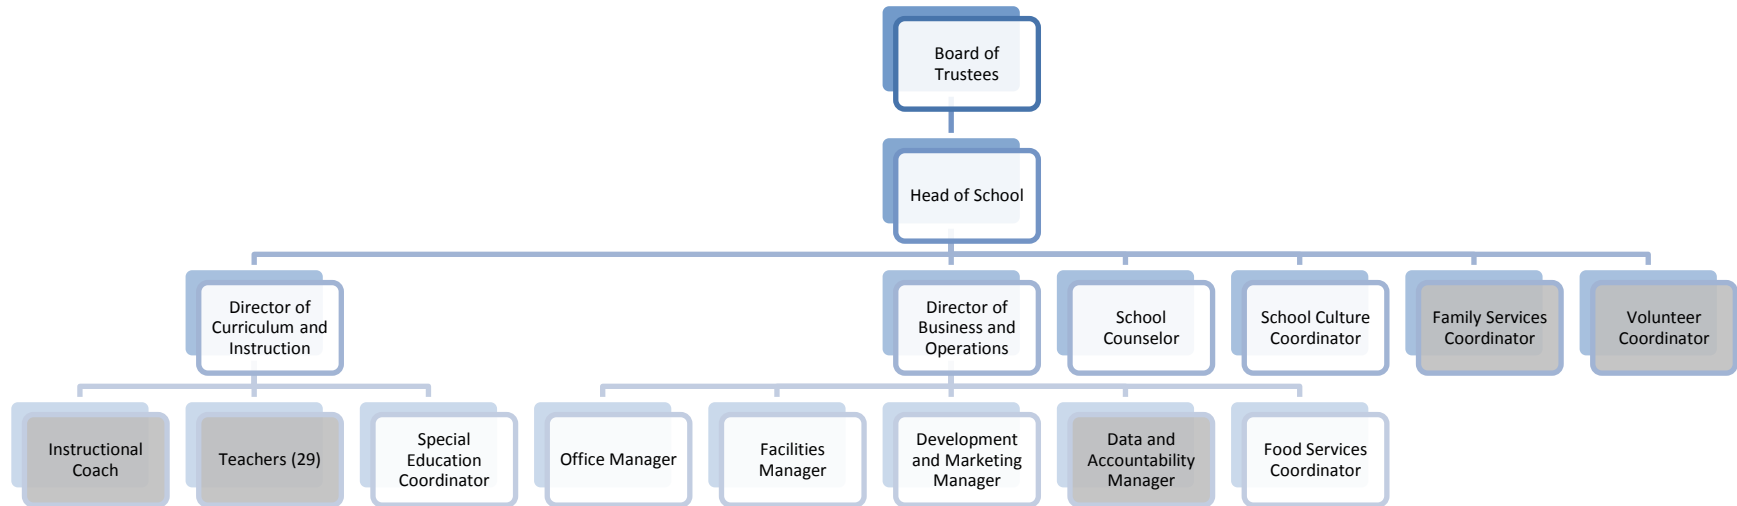 Board of
Trustees
Head of School
Director of
Curriculum and
Instruction
Director of
Business and
Operations
School
Counselor
School Culture
Coordinator
Family Services
Coordinator
Volunteer
Coordinator
Instructional
Coach
Teachers (29)
Special
Education
Coordinator
Office Manager
Facilities
Manager
Development
and Marketing
Manager
Data and
Accountability
Manager
Food Services
Coordinator